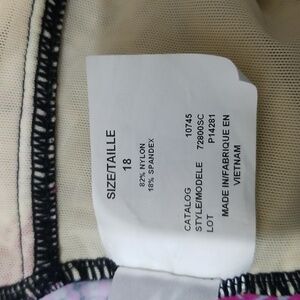 SIZE/TAILLE
18
82% NYLON
18% SPANDEX
CATALOG 10745
STYLE/MODELE 72800SC
LOT P14281
MADE IN/FABRIQUE EN
VIETNAM